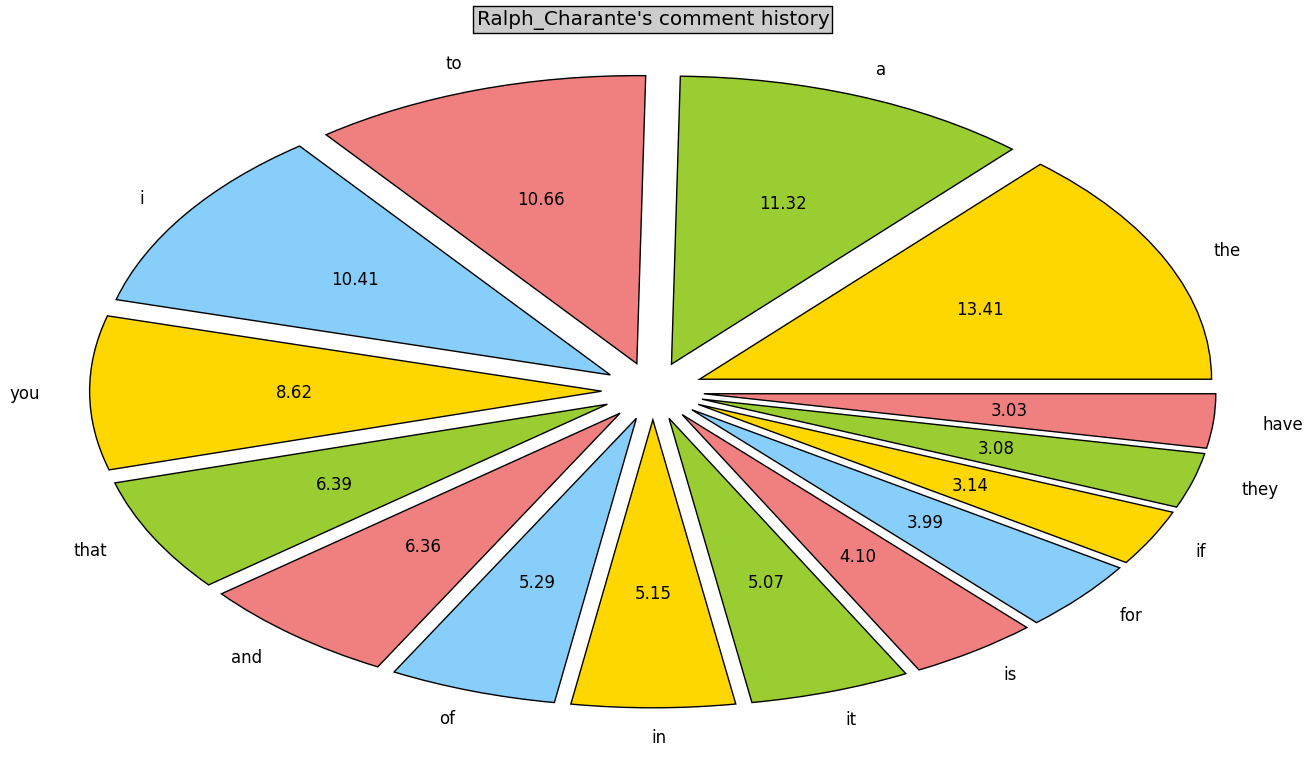 Ralph_Charante's comment history
to
a
10.66
11.32
i
10.41
the
13.41
you
8.62
have
3.03
they
3.08
that
6.39
if
3.14
for
3.99
and
6.36
is
4.10
of
5.29
in
5.15
it
5.07